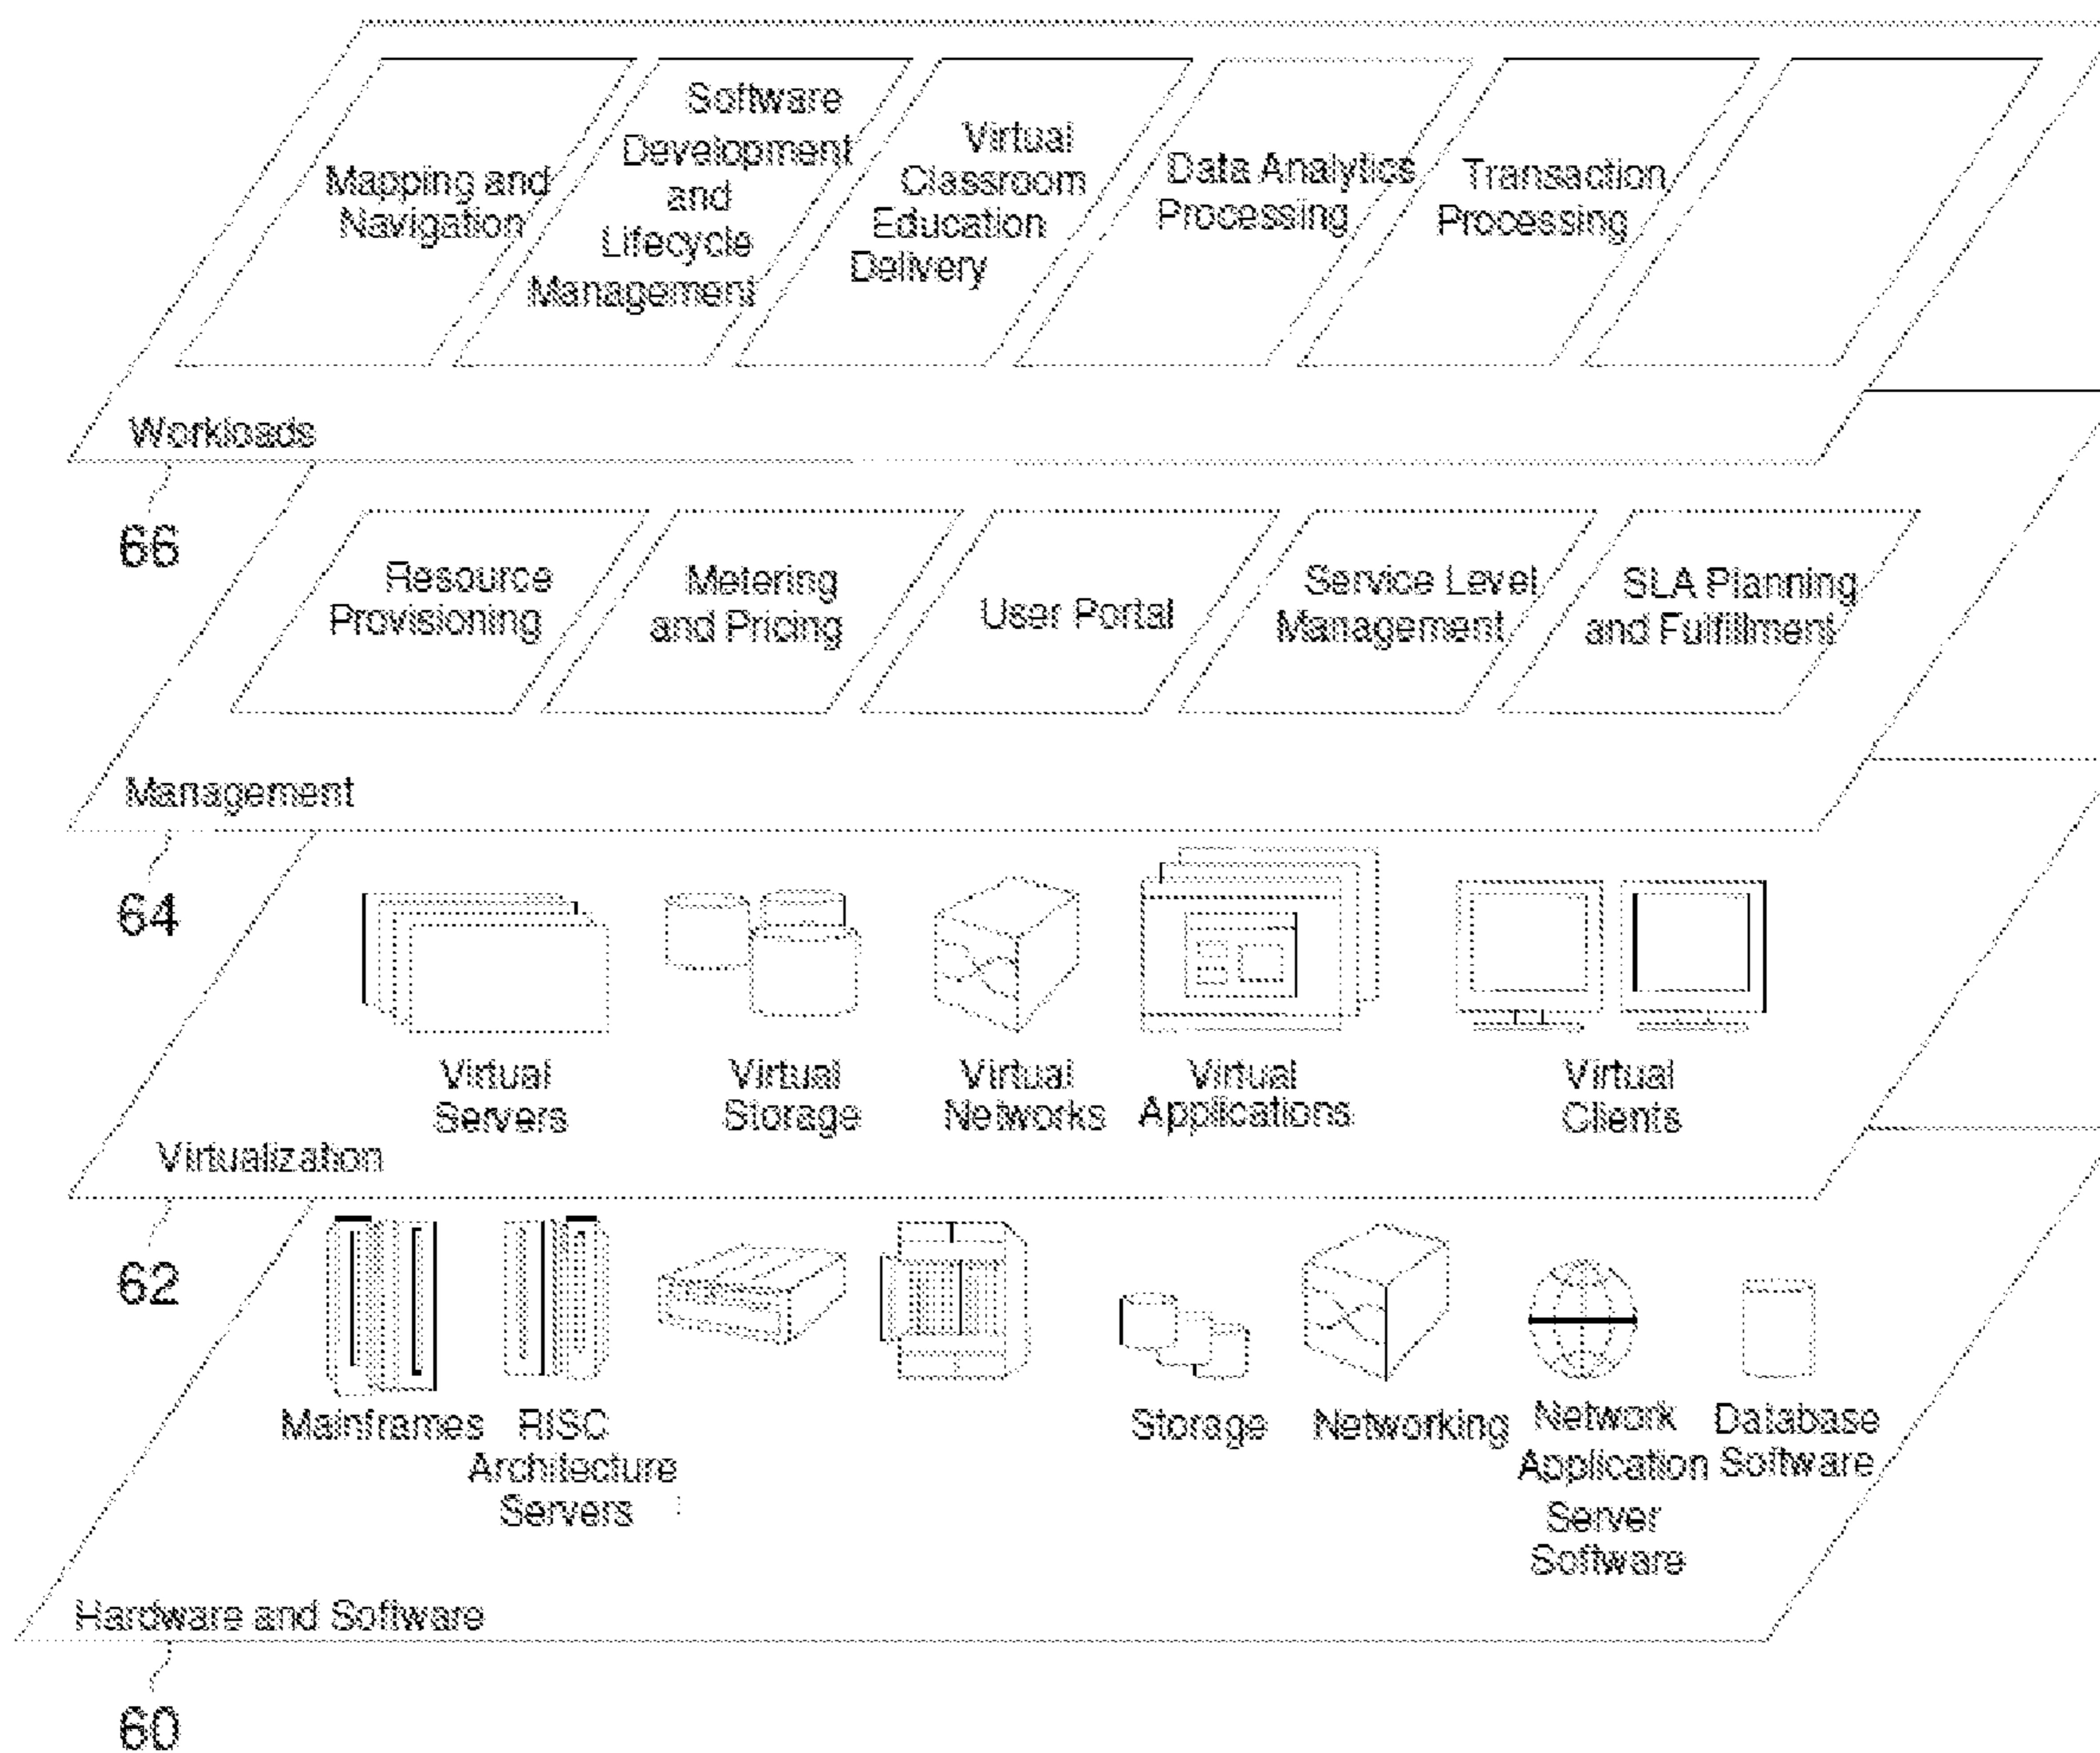 Mapping and
Navigation
Software
Development
and
Lifecycle
Management
Virtual
Classroom
Education
Delivery
Data Analytics
Processing
Transaction
Processing
Workloads
66
Resource
Provisioning
Metering
and Pricing
User Portal
Service Level
Management
SLA Planning
and Fulfillment
Management
64
Virtual
Servers
Virtual
Storage
Virtual
Networks
Virtual
Applications
Virtual
Clients
Virtualization
62
Mainframes
RISC
Architecture
Servers
Storage
Networking
Network
Application
Server
Software
Database
Software
Hardware and Software
60